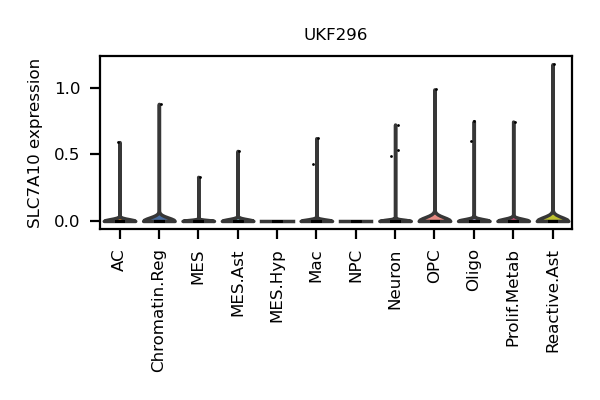 UKF296
SLC7A10 expression
1.0
0.5
0.0
AC
Chromatin.Reg
MES
MES.Ast
MES.Hyp
Mac
NPC
Neuron
OPC
Oligo
Prolif.Metab
Reactive.Ast